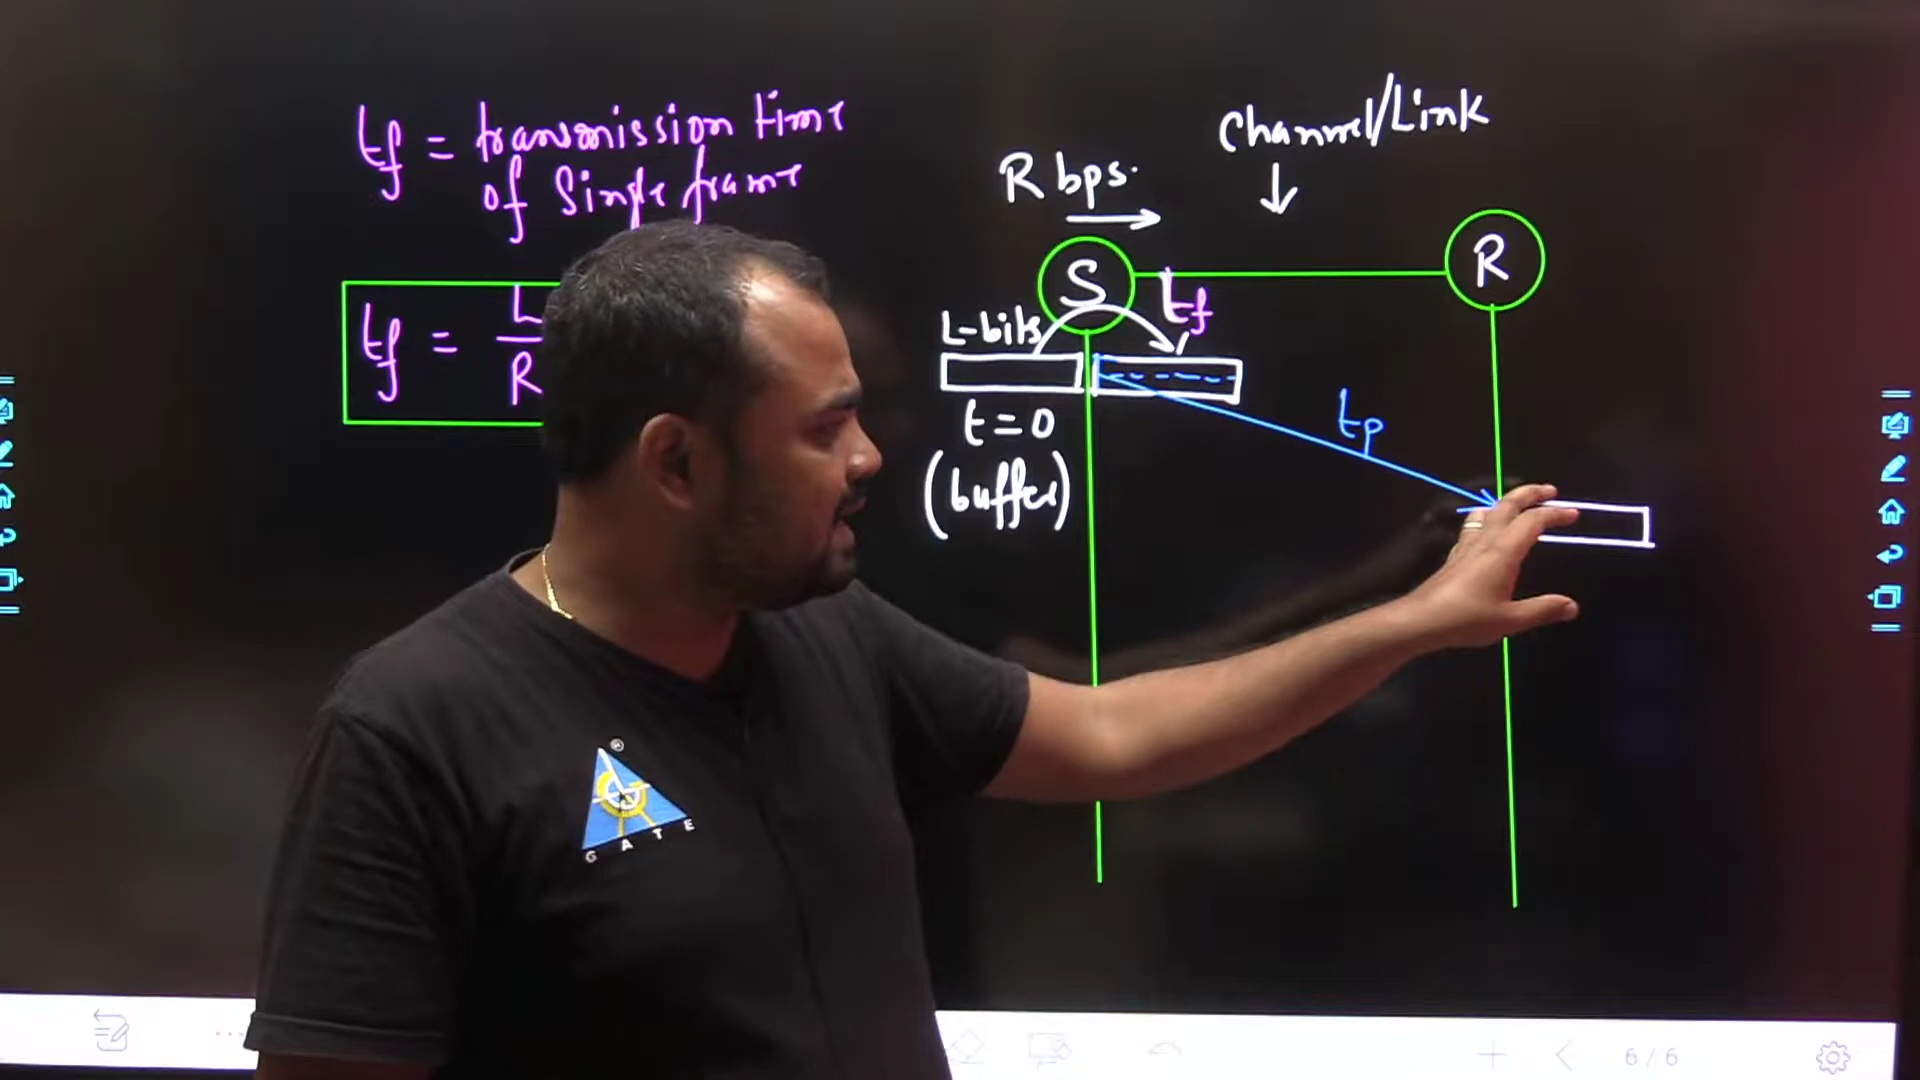 tf = transmission time
of Single frame
tf = L
R
Channel/Link
R bps.
S
R
L-bits
tf
t = 0
(buffer)
tp
®
G A T E
6 / 6